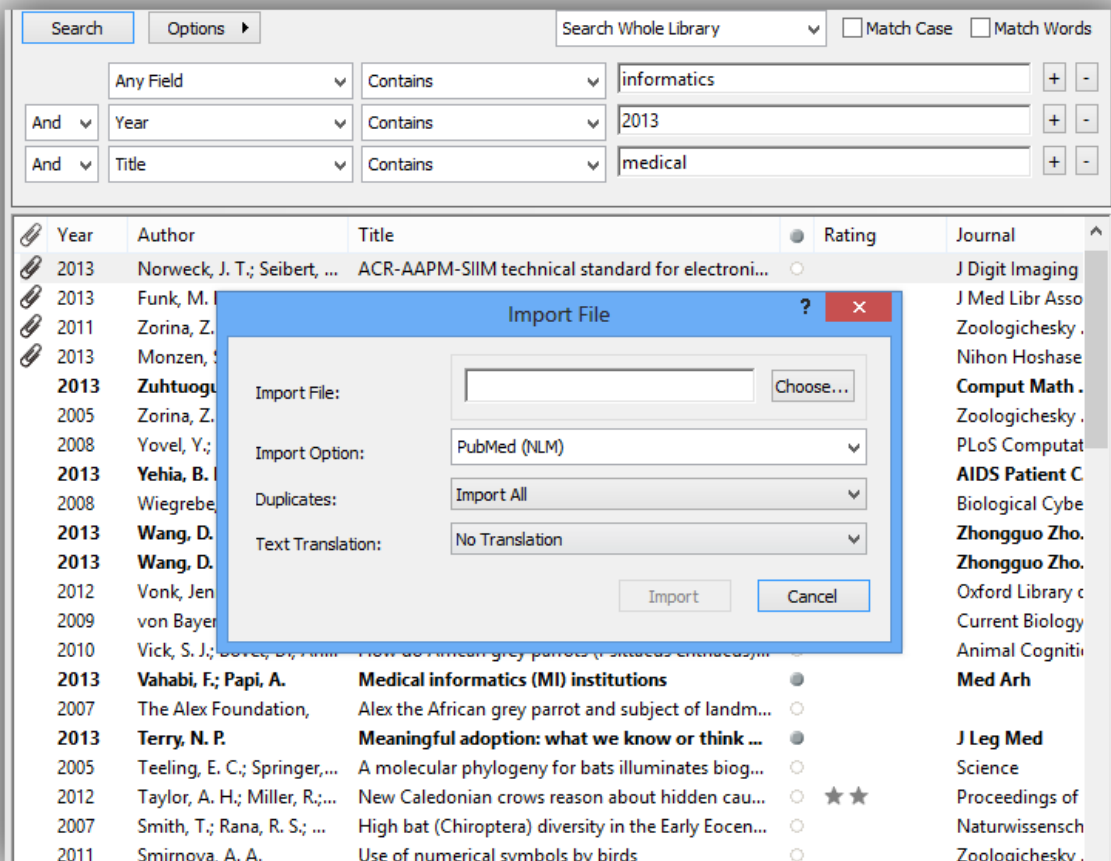 Search Options Search Whole Library Match Case Match Words
Any Field Contains informatics + -
And Year Contains 2013 + -
And Title Contains medical + -
Year Author Title Rating Journal
2013 Norweck, J. T.; Seibert, ... ACR-AAPM-SIIM technical standard for electroni... J Digit Imaging
2013 Funk, M. J Med Libr Asso
2011 Zorina, Z. Zoologichesky .
2013 Monzen, Nihon Hoshase
2013 Zuhtuogu Comput Math .
2005 Zorina, Z. Zoologichesky .
2008 Yovel, Y.; PLoS Computat
2013 Yehia, B. AIDS Patient C
2008 Wiegrebe, Biological Cybe
2013 Wang, D. Zhongguo Zho.
2013 Wang, D. Zhongguo Zho.
2012 Vonk, Jen Oxford Library
2009 von Bayer Current Biology
2010 Vick, S. J.; Animal Cogniti
2013 Vahabi, F.; Papi, A. Medical informatics (MI) institutions Med Arh
2007 The Alex Foundation, Alex the African grey parrot and subject of landm...
2013 Terry, N. P. Meaningful adoption: what we know or think ... J Leg Med
2005 Teeling, E. C.; Springer,... A molecular phylogeny for bats illuminates biog... Science
2012 Taylor, A. H.; Miller, R.;... New Caledonian crows reason about hidden cau... Proceedings of
2007 Smith, T.; Rana, R. S.; ... High bat (Chiroptera) diversity in the Early Eocen... Naturwissensch
2011 Smirnova, A. A. Use of numerical symbols by birds Zoologichesky .
Import File ?
Import File: Choose...
Import Option: PubMed (NLM)
Duplicates: Import All
Text Translation: No Translation
Import Cancel